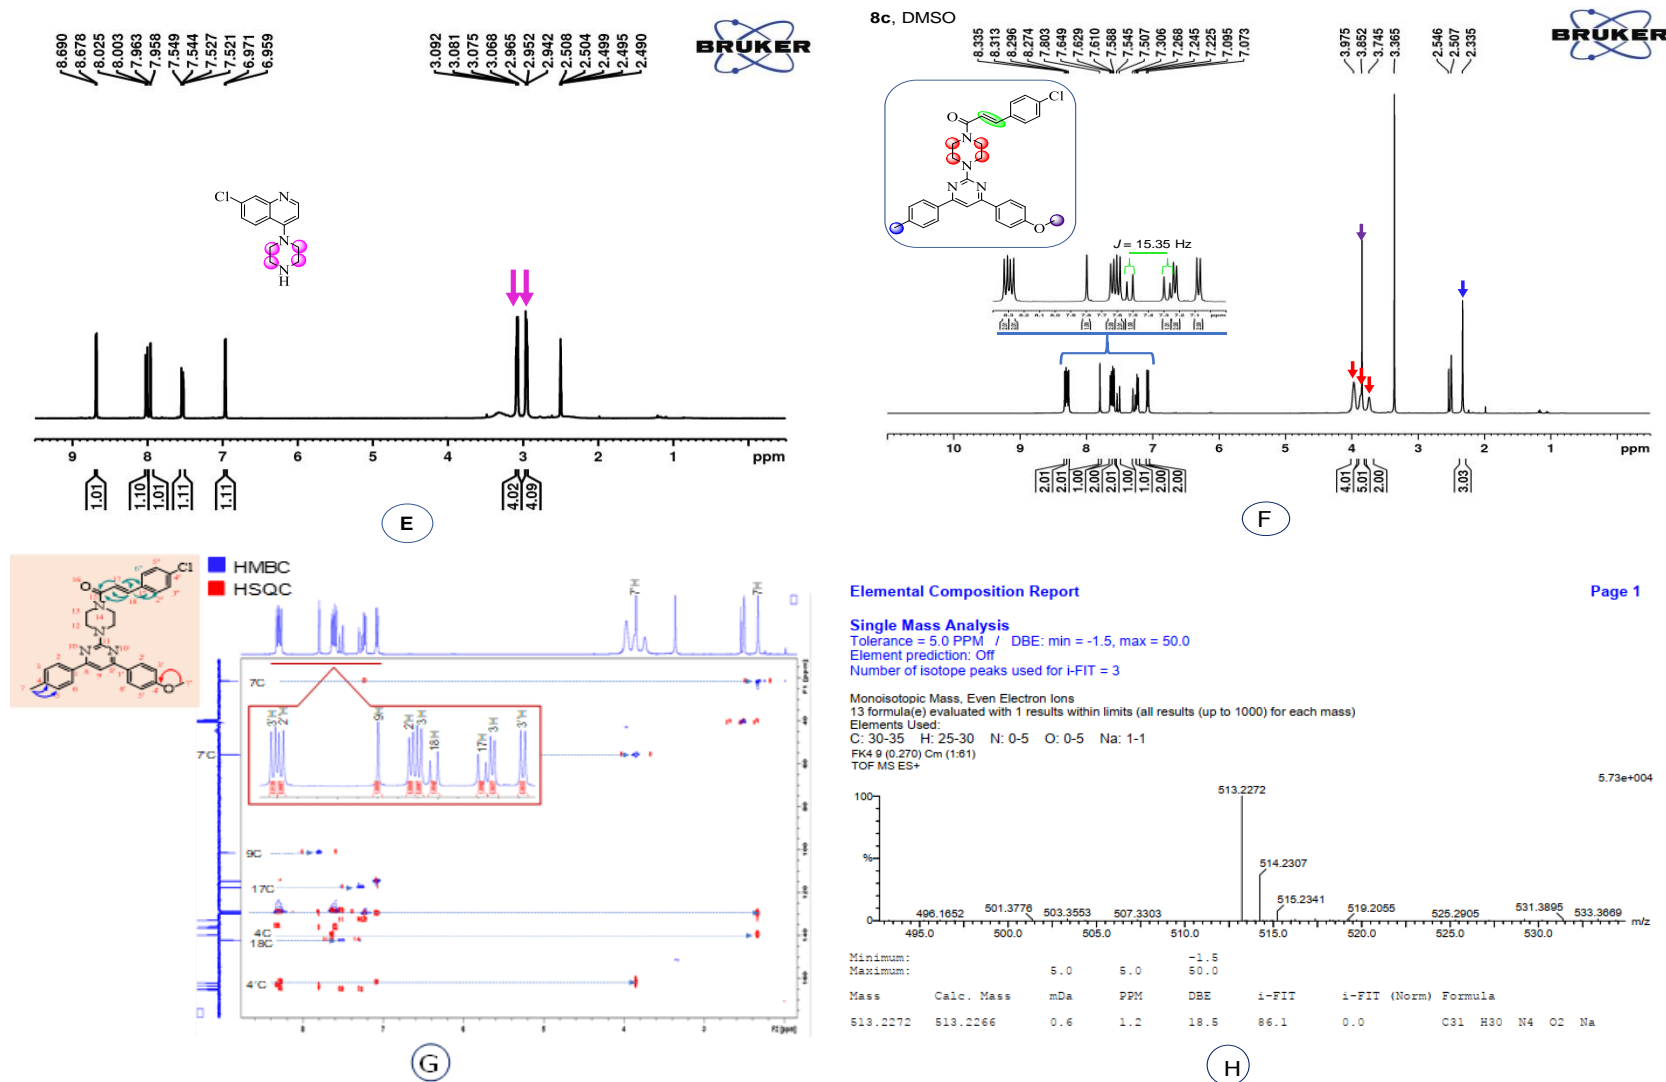 8.690
8.678
8.025
8.003
7.963
7.958
7.549
7.544
7.527
7.521
6.971
6.959
3.092
3.081
3.075
3.068
2.965
2.952
2.942
2.508
2.504
2.499
2.495
2.490
BRUKER
Cl
N
N
N
H
9 8 7 6 5 4 3 2 1 ppm
1.01
1.10
1.01
1.11
1.11
4.02
4.09
E
8c, DMSO
8.335
8.313
8.296
8.274
7.803
7.649
7.629
7.610
7.588
7.545
7.507
7.306
7.268
7.245
7.225
7.095
7.073
3.975
3.852
3.745
3.365
2.546
2.507
2.335
BRUKER
Cl
O
N
N
N N
O
J = 15.35 Hz
10 9 8 7 6 5 4 3 2 1 ppm
2.01
2.01
1.00
2.00
2.01
1.00
1.01
2.00
2.00
4.01
5.01
2.00
3.03
F
HMBC
HSQC
7'H
7H
7C
7'C
9C
17C
4C
18C
4'C
3'H
2''H
9H
2'H
3H
18H
17H
3H
3''H
F2 [ppm]
G
Elemental Composition Report Page 1
Single Mass Analysis
Tolerance = 5.0 PPM / DBE: min = -1.5, max = 50.0
Element prediction: Off
Number of isotope peaks used for i-FIT = 3
Monoisotopic Mass, Even Electron Ions
13 formula(e) evaluated with 1 results within limits (all results (up to 1000) for each mass)
Elements Used:
C: 30-35 H: 25-30 N: 0-5 O: 0-5 Na: 1-1
FK4 9 (0.270) Cm (1:61)
TOF MS ES+
5.73e+004
100
%
0
513.2272
514.2307
515.2341
496.1652 501.3776 503.3553 507.3303 519.2055 525.2905 531.3895 533.3669
m/z
495.0 500.0 505.0 510.0 515.0 520.0 525.0 530.0
Minimum: -1.5
Maximum: 5.0 5.0 50.0
Mass Calc. Mass mDa PPM DBE i-FIT i-FIT (Norm) Formula
513.2272 513.2266 0.6 1.2 18.5 86.1 0.0 C31 H30 N4 O2 Na
H